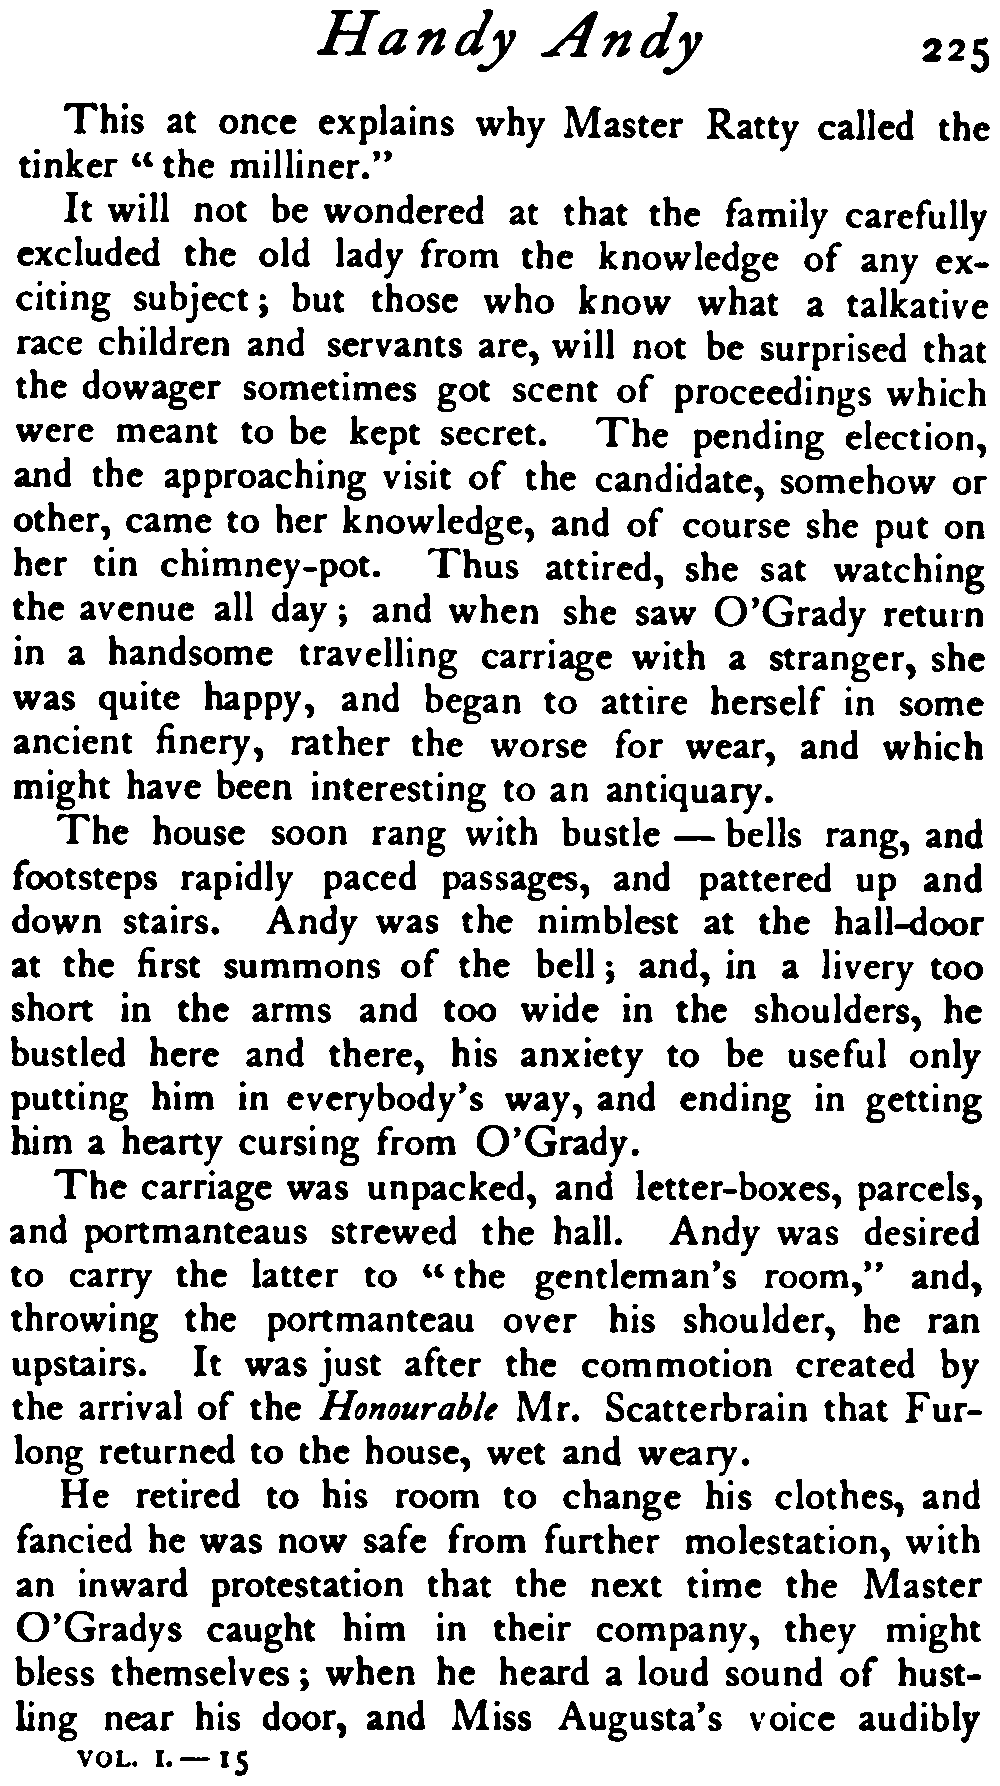 Handy Andy 225
This at once explains why Master Ratty called the
tinker “the milliner.”
It will not be wondered at that the family carefully
excluded the old lady from the knowledge of any ex-
citing subject; but those who know what a talkative
race children and servants are, will not be surprised that
the dowager sometimes got scent of proceedings which
were meant to be kept secret. The pending election,
and the approaching visit of the candidate, somehow or
other, came to her knowledge, and of course she put on
her tin chimney-pot. Thus attired, she sat watching
the avenue all day; and when she saw O’Grady return
in a handsome travelling carriage with a stranger, she
was quite happy, and began to attire herself in some
ancient finery, rather the worse for wear, and which
might have been interesting to an antiquary.
The house soon rang with bustle — bells rang, and
footsteps rapidly paced passages, and pattered up and
down stairs. Andy was the nimblest at the hall-door
at the first summons of the bell; and, in a livery too
short in the arms and too wide in the shoulders, he
bustled here and there, his anxiety to be useful only
putting him in everybody’s way, and ending in getting
him a hearty cursing from O’Grady.
The carriage was unpacked, and letter-boxes, parcels,
and portmanteaus strewed the hall. Andy was desired
to carry the latter to “the gentleman’s room,” and,
throwing the portmanteau over his shoulder, he ran
upstairs. It was just after the commotion created by
the arrival of the Honourable Mr. Scatterbrain that Fur-
long returned to the house, wet and weary.
He retired to his room to change his clothes, and
fancied he was now safe from further molestation, with
an inward protestation that the next time the Master
O’Gradys caught him in their company, they might
bless themselves; when he heard a loud sound of hust-
ling near his door, and Miss Augusta’s voice audibly
VOL. I. — 15